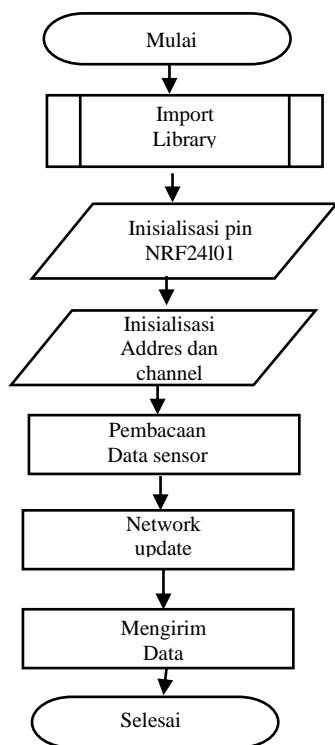 Mulai
Import
Library
Inisialisasi pin
NRF24l01
Inisialisasi
Addres dan
channel
Pembacaan
Data sensor
Network
update
Mengirim
Data
Selesai